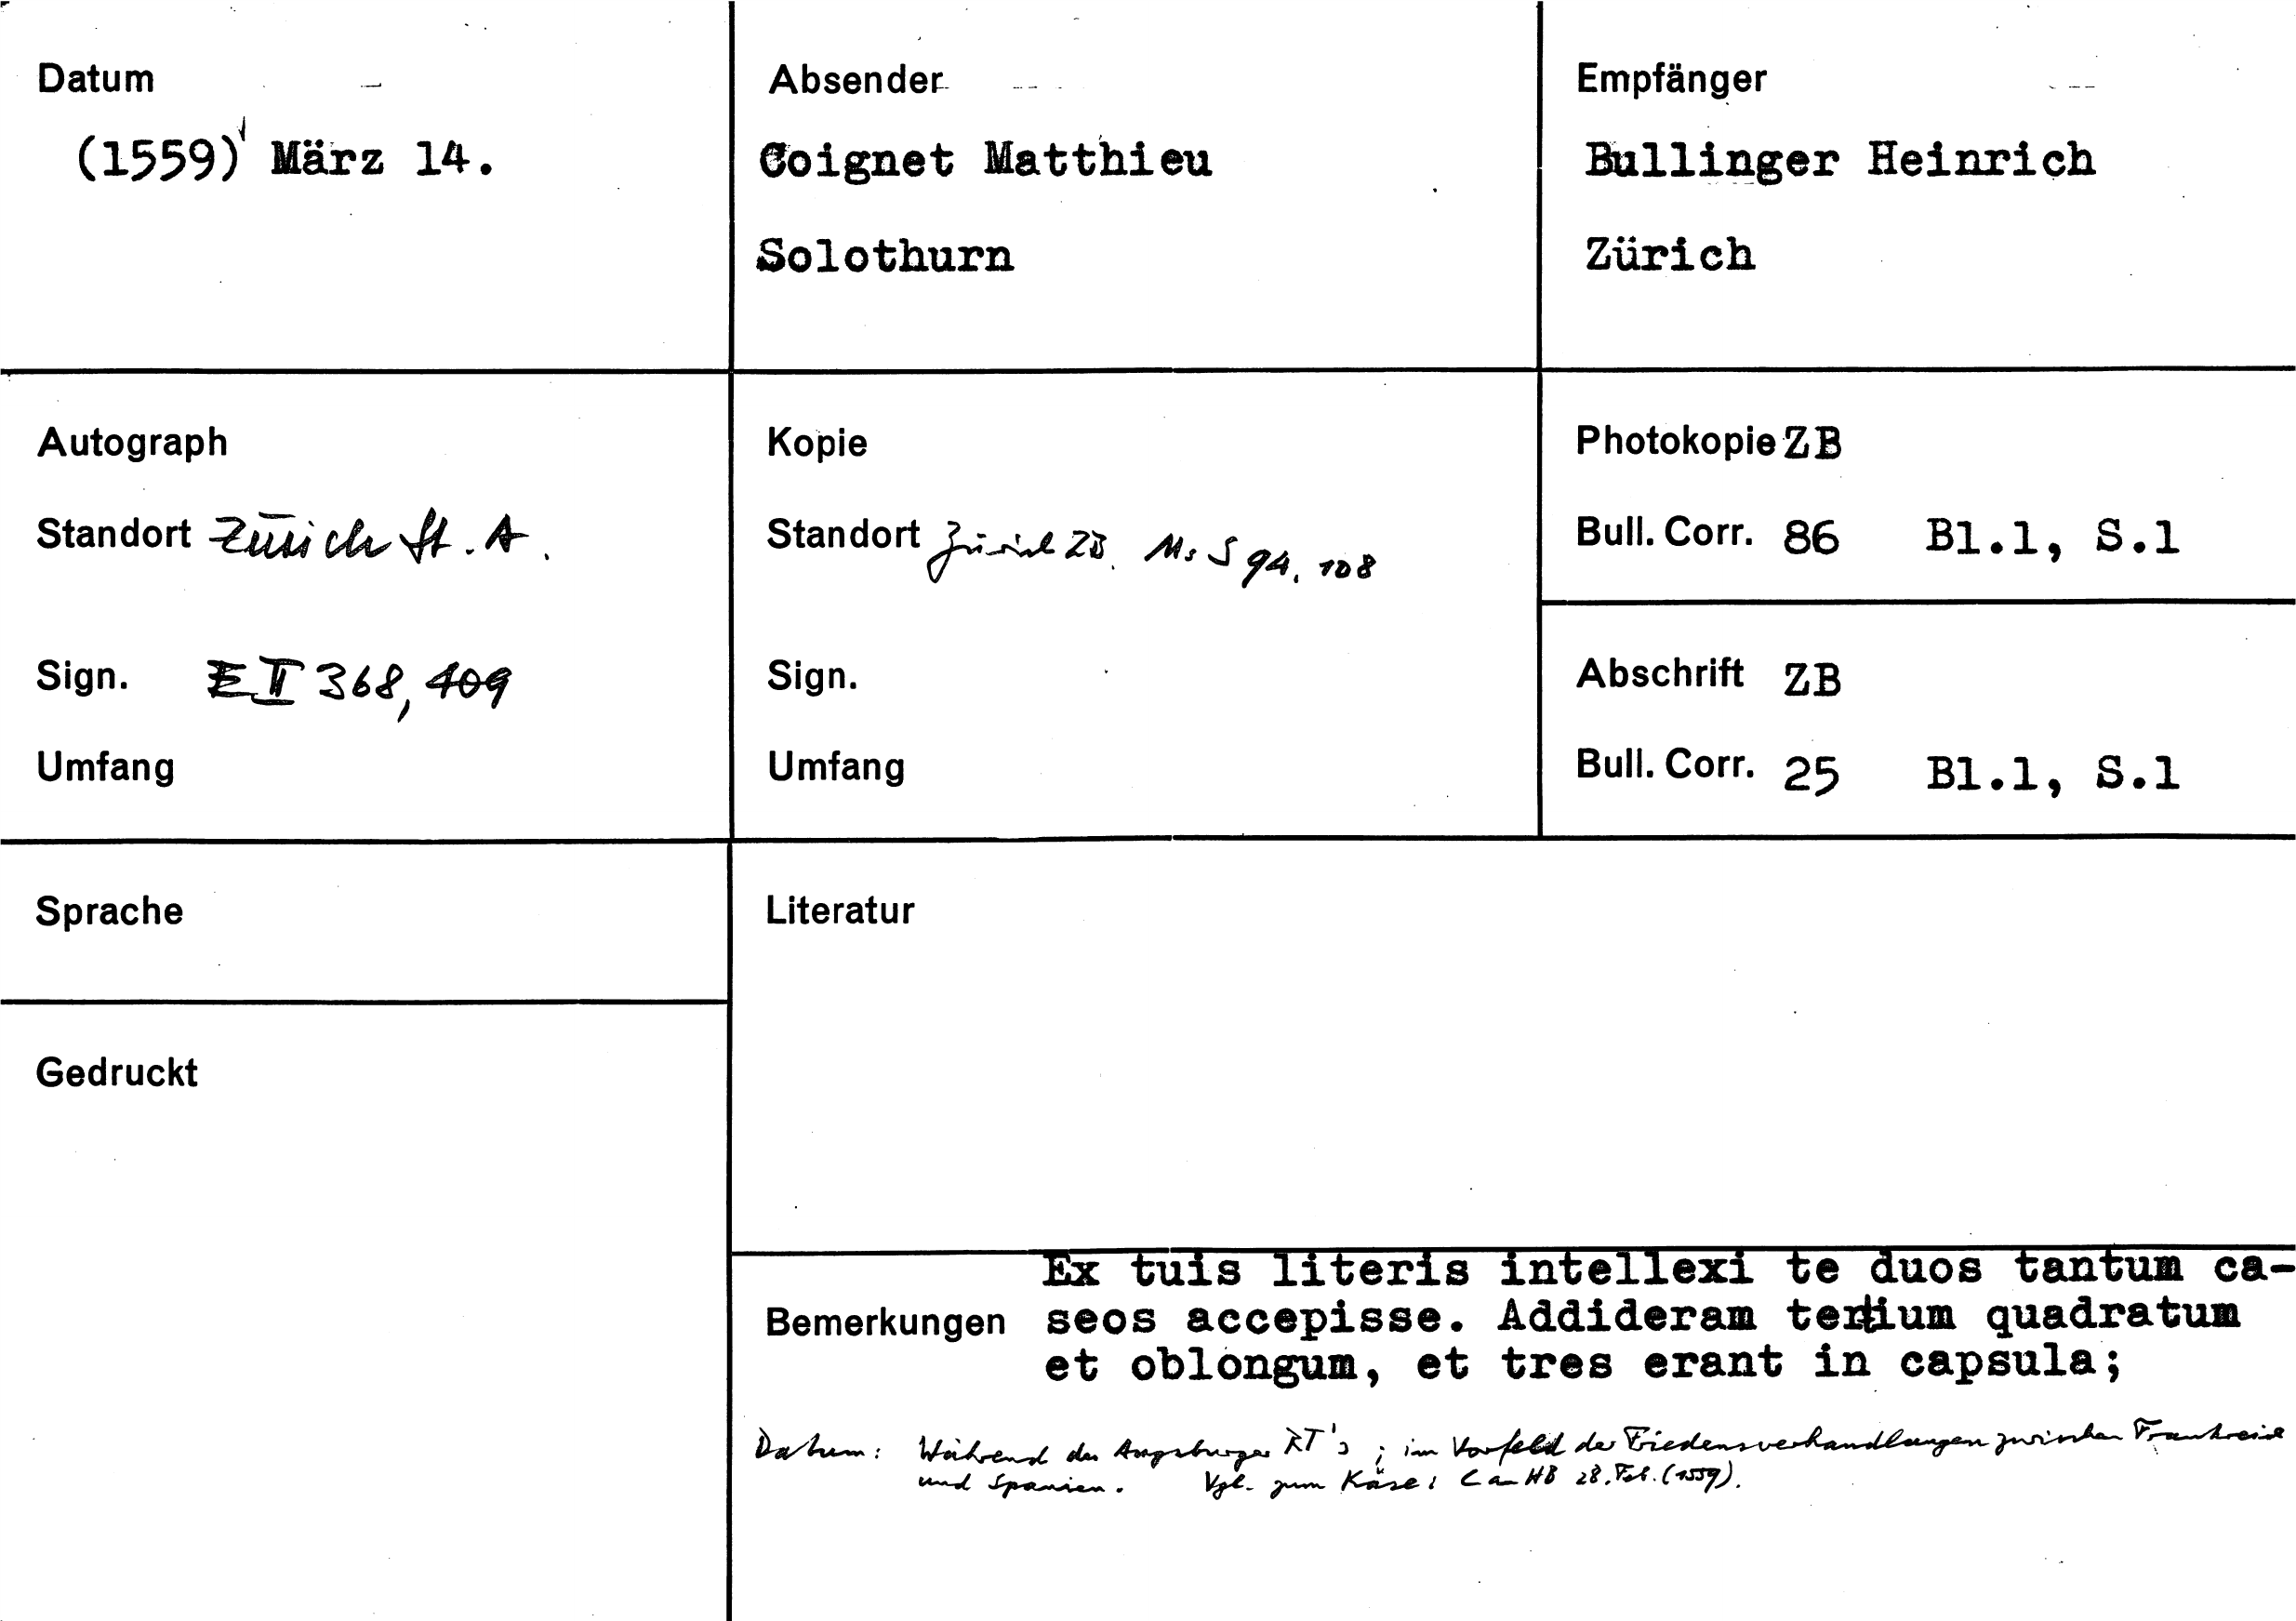 Datum
(1559) März 14.
Absender
Coignet Matthieu
Solothurn
Empfänger
Bullinger Heinrich
Zürich
Autograph
Standort Zürich St. A.
Sign. E II 368, 409
Umfang
Kopie
Standort Zürich ZB. Ms S 94, 108
Sign.
Umfang
Photokopie ZB
Bull. Corr. 86 Bl.1, S.1
Abschrift ZB
Bull. Corr. 25 Bl.1, S.1
Sprache
Gedruckt
Literatur
Bemerkungen
Ex tuis literis intellexi te duos tantum ca-
seos accepisse. Addideram tertium quadratum
et oblongum, et tres erant in capsula;
Datum: Während des Augsburger RT's; im Vorfeld der Friedensverhandlungen zwischen Frankreich
und Spanien. Vgl. zum Käse: C an HB 28. Feb. (1559).